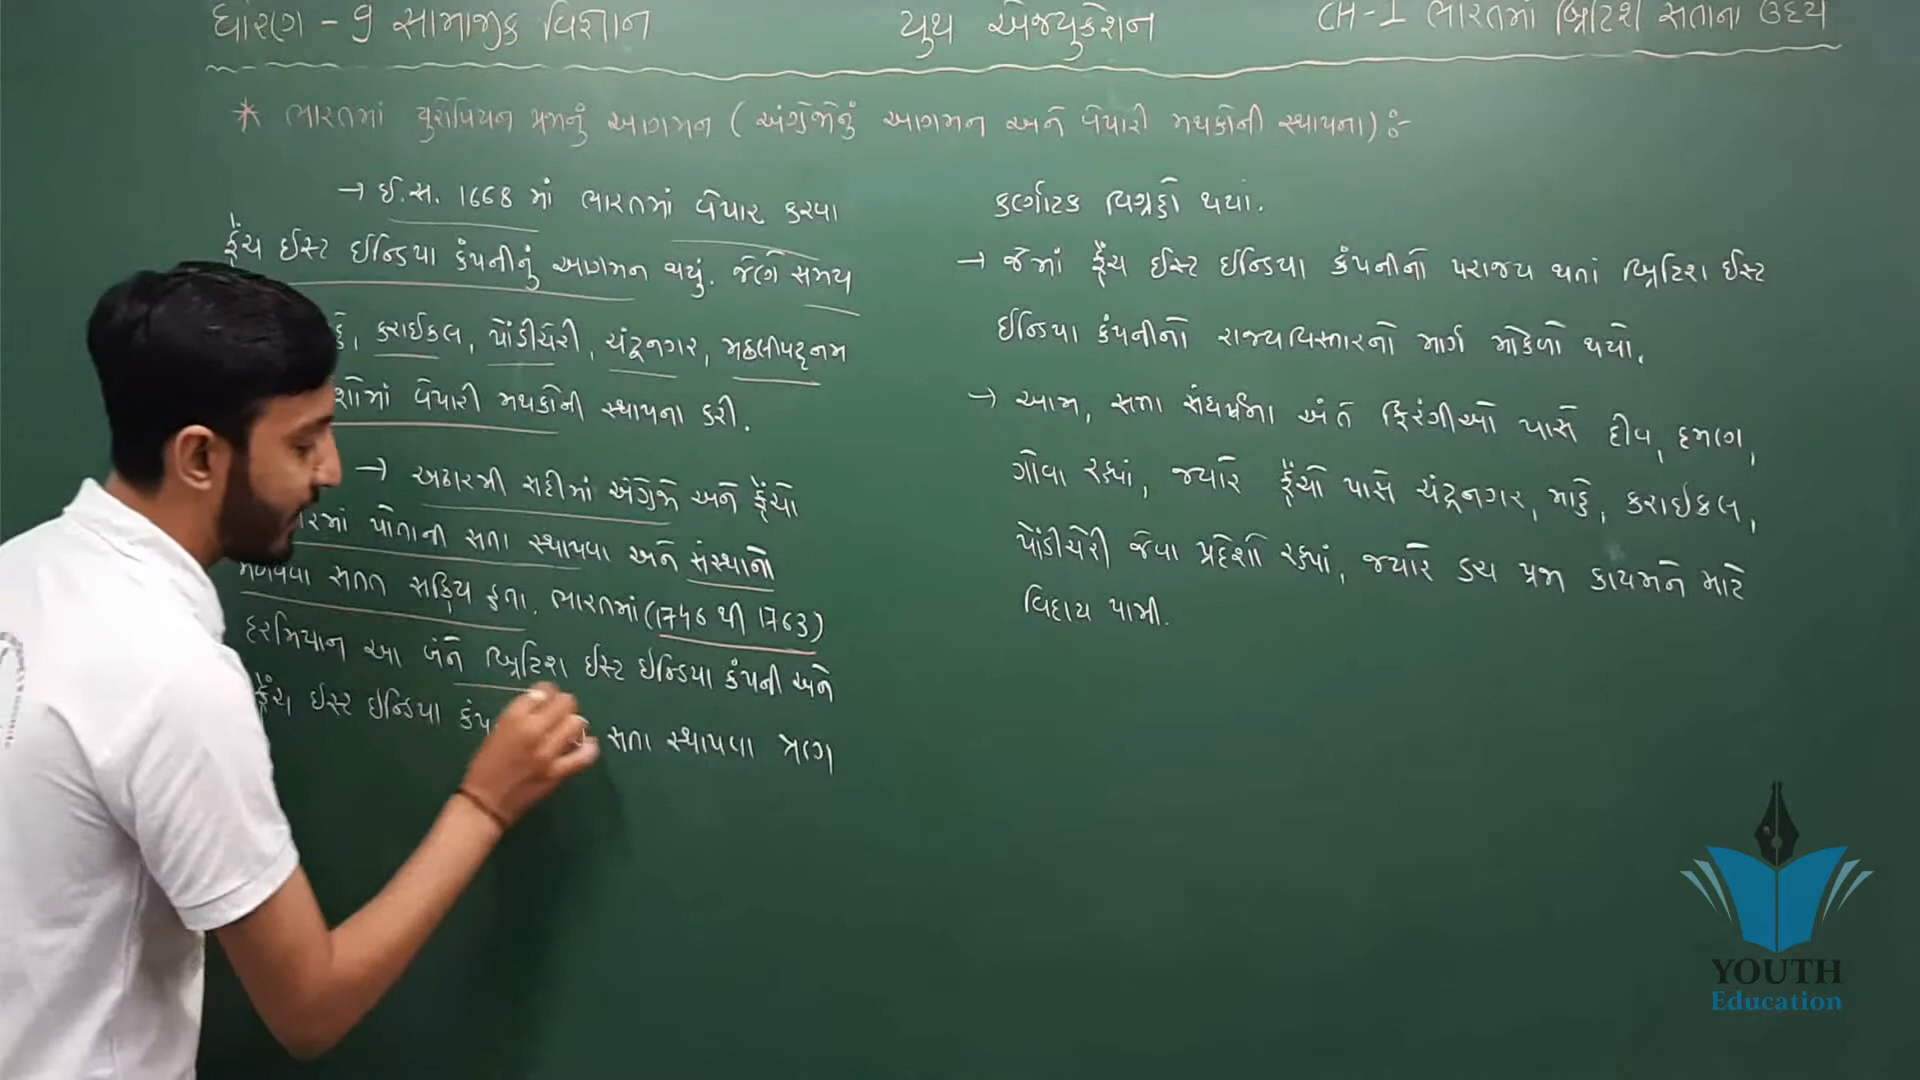 ધોરણ - ૭ સામાજીક વિજ્ઞાન
યુથ એજ્યુકેશન
CH-1 ભારતમાં બ્રિટિશ સતાનો ઉદય
* ભારતમાં યુરોપિયન પ્રજાનું આગમન ( અંગ્રેજોનું આગમન અને વેપારી મથકોની સ્થાપના) :-
→ ઈ.સ. 1668 માં ભારતમાં વેપાર કરવા
ફ્રેંચ ઈસ્ટ ઈન્ડિયા કંપનીનું આગમન થયું. જેણે સમય
કરાઈકલ, પોંડીચેરી, ચંદ્રનગર, મછલીપટ્નમ
વેપારી મથકોની સ્થાપના કરી.
→ અઢારમી સદીમાં અંગ્રેજો અને ફ્રેંચો
પોતાની સતા સ્થાપવા અને સંસ્થાનો
મેળવવા સતત સક્રિય હતા. ભારતમાં (1746 થી 1763)
દરમિયાન આ બંને બ્રિટિશ ઈસ્ટ ઈન્ડિયા કંપની અને
ફ્રેંચ ઈસ્ટ ઈન્ડિયા સતા સ્થાપવા ત્રણ
કર્ણાટક વિગ્રહો થયાં.
→ જેમાં ફ્રેંચ ઈસ્ટ ઈન્ડિયા કંપનીનો પરાજય થતાં બ્રિટિશ ઈસ્ટ
ઈન્ડિયા કંપનીનો રાજ્યવિસ્તારનો માર્ગ મોકળો થયો.
→ આમ, સતા સંઘર્ષના અંતે ફિરંગીઓ પાસે દીવ, દમણ,
ગોવા રહ્યાં, જ્યારે ફ્રેંચો પાસે ચંદ્રનગર, માહે, કરાઈકલ,
પોંડીચેરી જેવા પ્રદેશો રહ્યાં, જ્યારે ડચ પ્રજા કાયમને માટે
વિદાય પામી.
YOUTH
Education